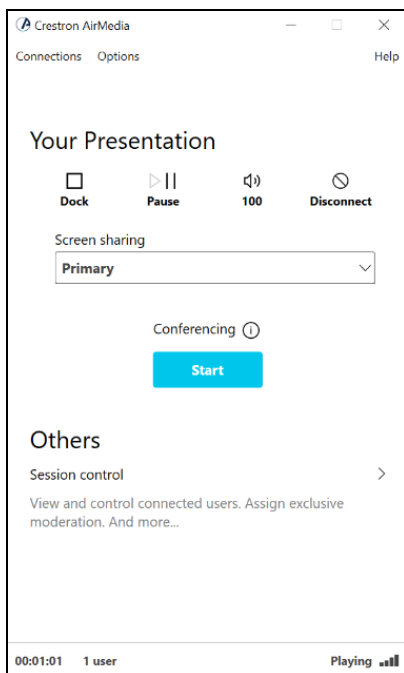 Crestron AirMedia
Connections Options Help
Your Presentation
Dock Pause 100 Disconnect
Screen sharing
Primary
Conferencing
Start
Others
Session control
View and control connected users. Assign exclusive
moderation. And more...
00:01:01 1 user Playing